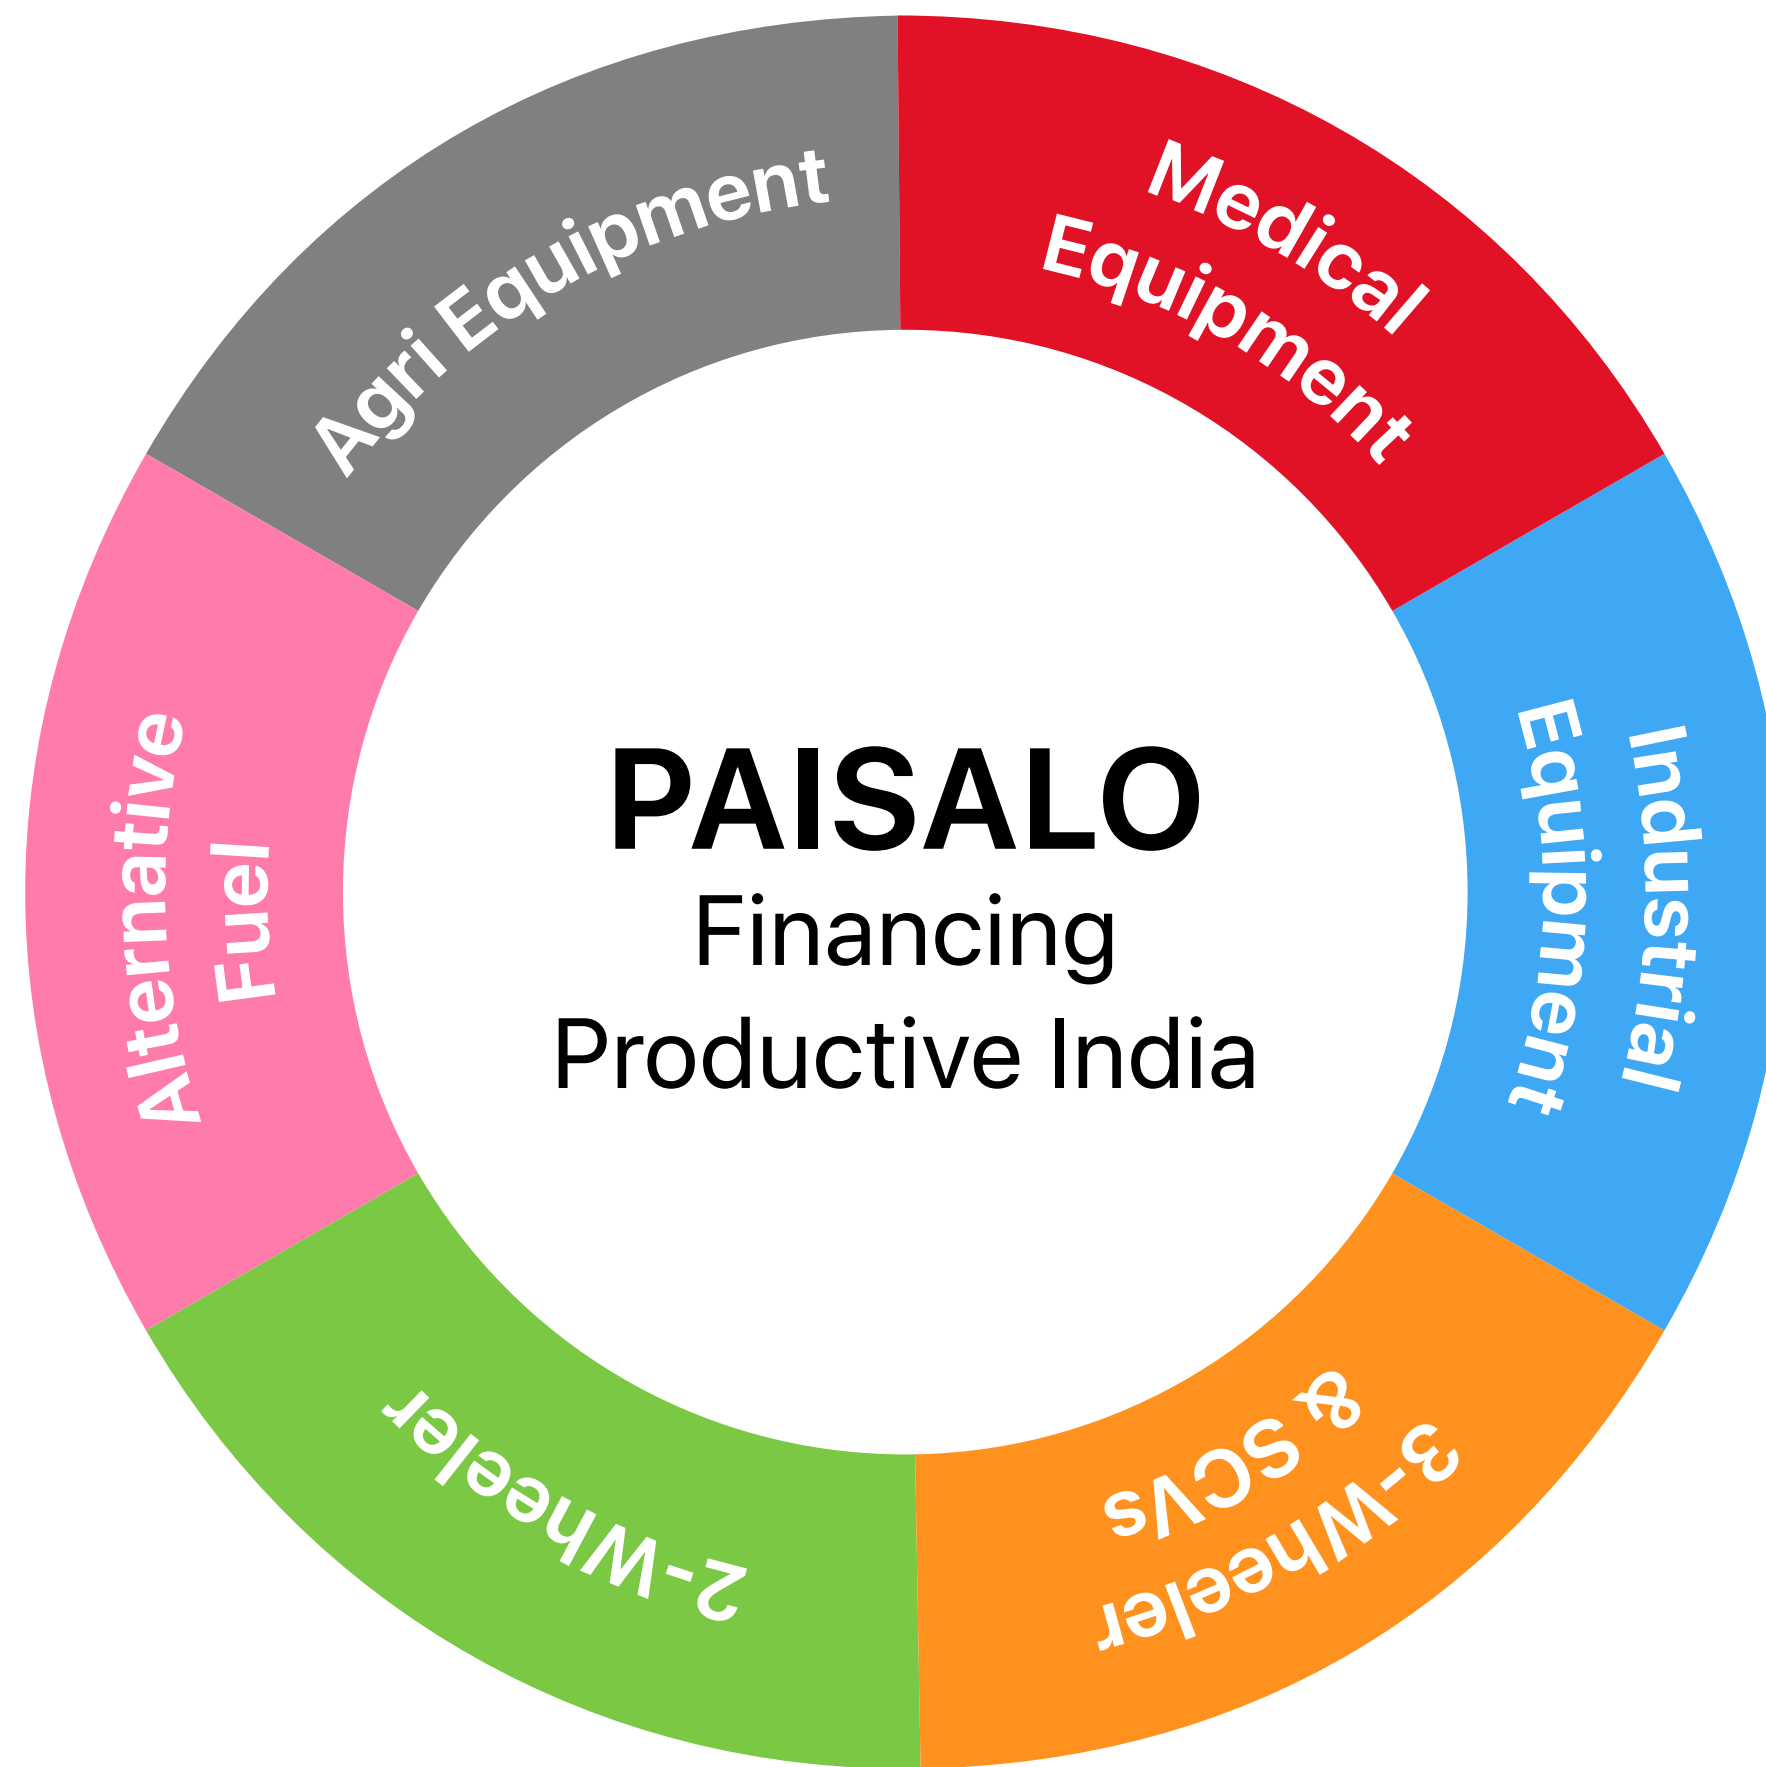 Medical
Equipment
Industrial
Equipment
3-Wheeler
& SCVs
2-Wheeler
Alternative
Fuel
Agri Equipment
PAISALO
Financing
Productive India